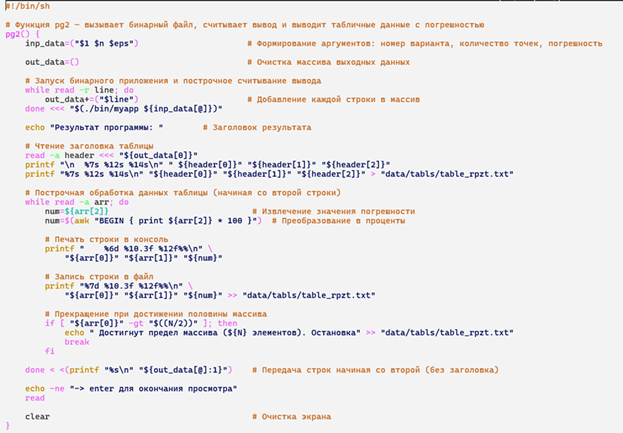 #!/bin/sh
# Функция pg2 — вызывает бинарный файл, считывает вывод и выводит табличные данные с погрешностью
pg2() {
    inp_data=("$1 $n $eps")                  # Формирование аргументов: номер варианта, количество точек, погрешность
    out_data=()                              # Очистка массива выходных данных
    # Запуск бинарного приложения и построчное считывание вывода
    while read -r line; do
        out_data+=("$line")                  # Добавление каждой строки в массив
    done <<< "$(./bin/myapp ${inp_data[@]})"
    echo "Результат программы: "       # Заголовок результата
    # Чтение заголовка таблицы
    read -a header <<< "${out_data[0]}"
    printf "\n  %7s %12s %14s\n" " ${header[0]}" "${header[1]}" "${header[2]}"
    printf "%7s %12s %14s\n" "${header[0]}" "${header[1]}" "${header[2]}" > "data/tabls/table_rpzt.txt"
    # Построчная обработка данных таблицы (начиная со второй строки)
    while read -a arr; do
        num=${arr[2]}                        # Извлечение значения погрешности
        num=$(awk "BEGIN { print ${arr[2]} * 100 }")  # Преобразование в проценты
        # Печать строки в консоль
        printf "    %6d %10.3f %12f%%\n" \
            "${arr[0]}" "${arr[1]}" "${num}"
        # Запись строки в файл
        printf "%7d %10.3f %12f%%\n" \
            "${arr[0]}" "${arr[1]}" "${num}" >> "data/tabls/table_rpzt.txt"
        # Прекращение при достижении половины массива
        if [ "${arr[0]}" -gt "$((N/2))" ]; then
            echo " Достигнут предел массива (${N} элементов). Остановка" >> "data/tabls/table_rpzt.txt"
            break
        fi
    done < <(printf "%s\n" "${out_data[@]:1}")    # Передача строк начиная со второй (без заголовка)
    echo -ne "-> enter для окончания просмотра"
    read
    clear                                    # Очистка экрана
}